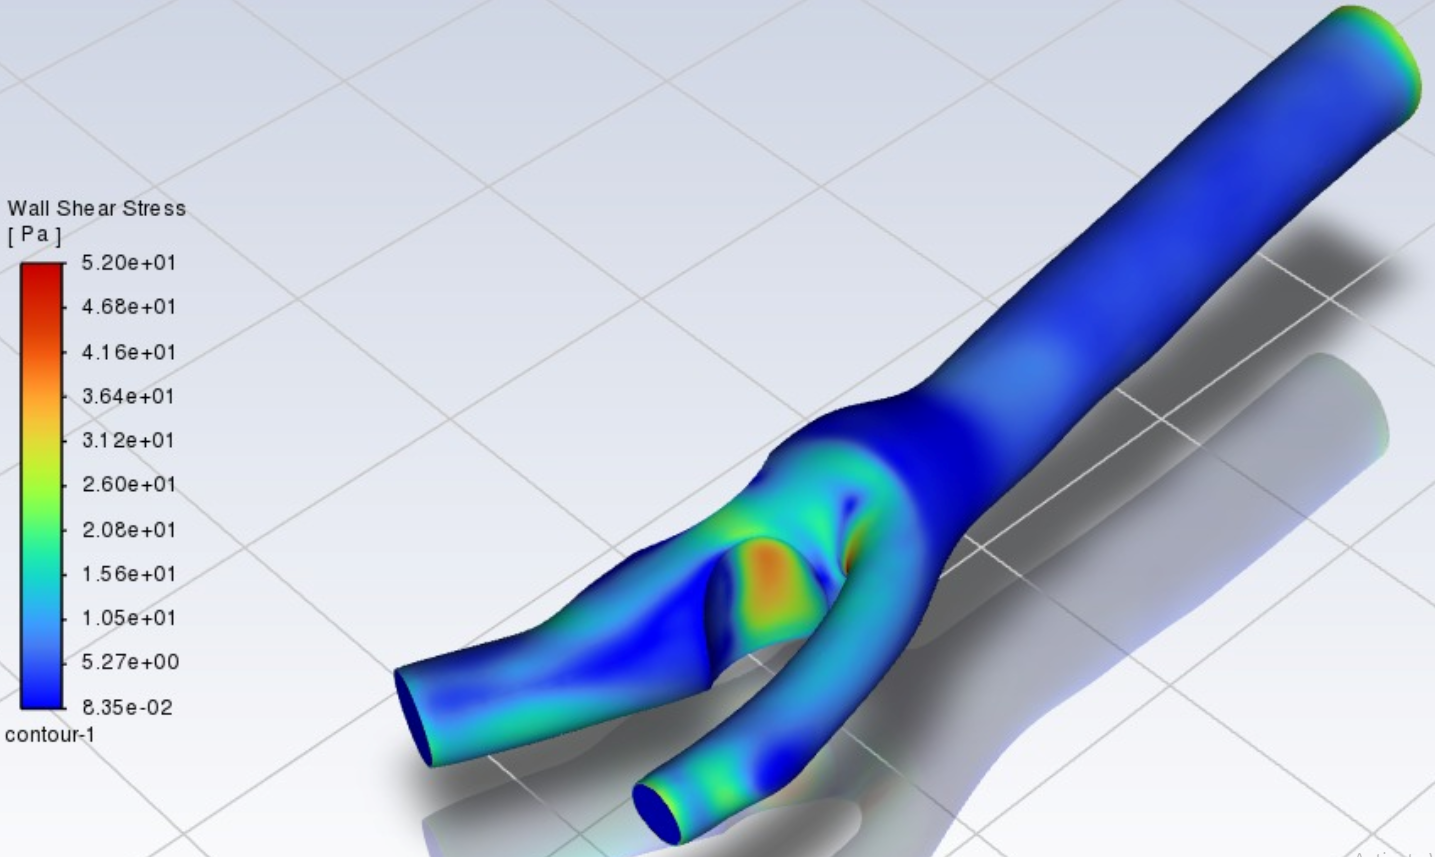 Wall Shear Stress
[ Pa ]
5.20e+01
4.68e+01
4.16e+01
3.64e+01
3.12e+01
2.60e+01
2.08e+01
1.56e+01
1.05e+01
5.27e+00
8.35e-02
contour-1